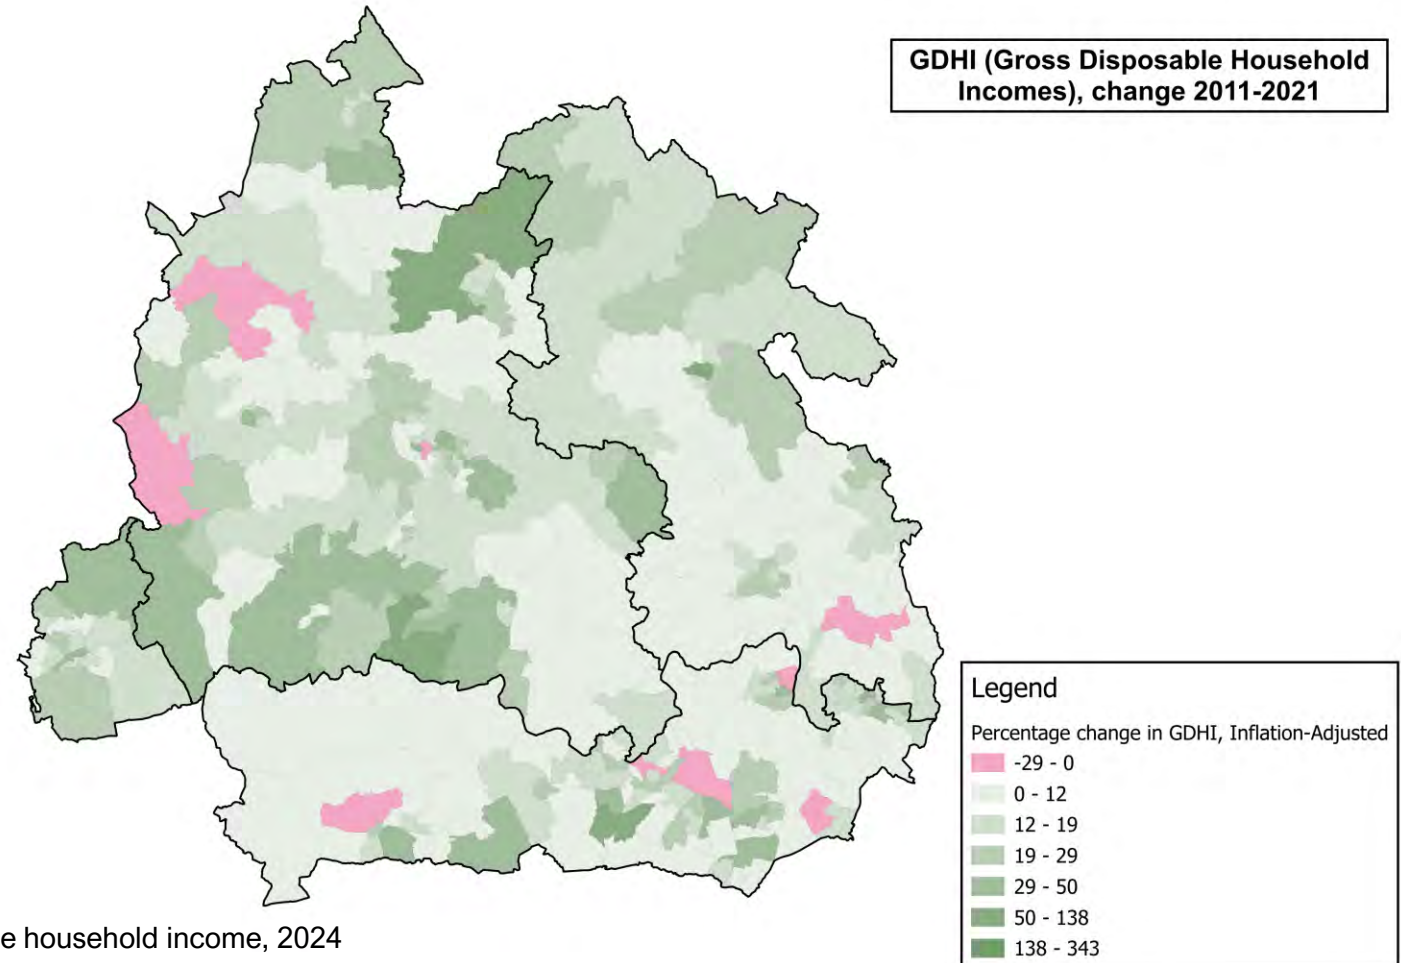 GDHI (Gross Disposable Household
Incomes), change 2011-2021
Legend
Percentage change in GDHI, Inflation-Adjusted
-29 - 0
0 - 12
12 - 19
19 - 29
29 - 50
50 - 138
138 - 343
e household income, 2024